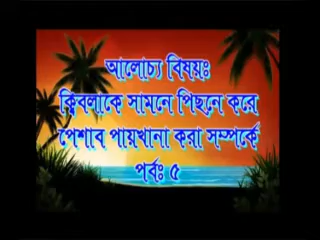 আলোচ্য বিষয়ঃ
ক্বিবলাকে সামনে পিছনে করে
পেশাব পায়খানা করা সম্পর্কে
পর্বঃ ৫